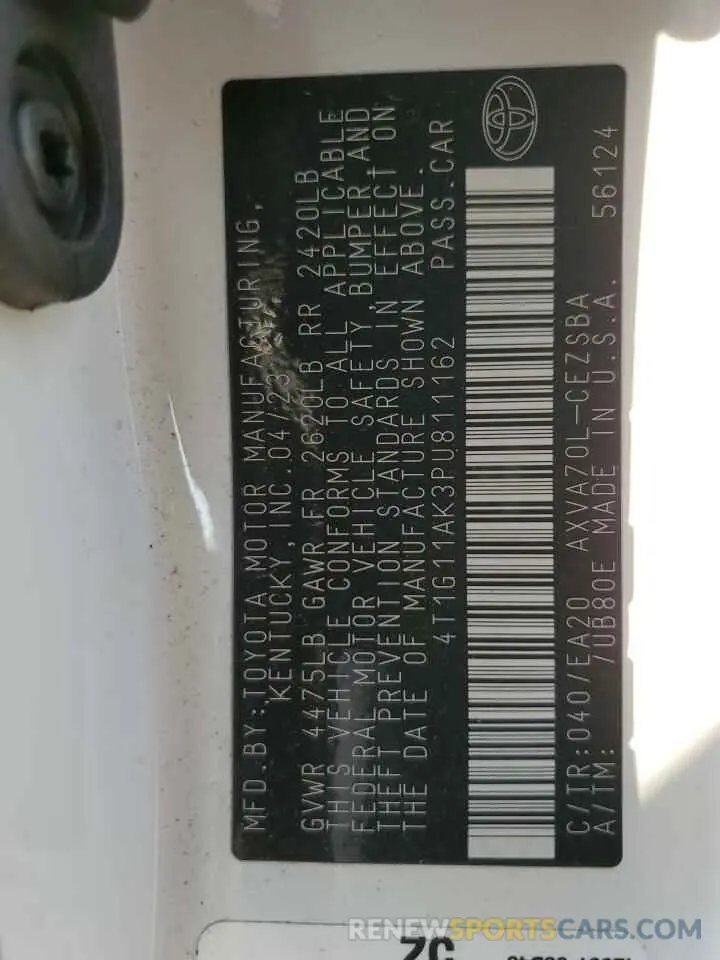 MFD.BY:TOYOTA MOTOR MANUFACTURING,
KENTUCKY, INC. 04/23
GVWR 4475LB GAWR FR 2620LB RR 2420LB
THIS VEHICLE CONFORMS TO ALL APPLICABLE
FEDERAL MOTOR VEHICLE SAFETY, BUMPER, AND
THEFT PREVENTION STANDARDS IN EFFECT ON
THE DATE OF MANUFACTURE SHOWN ABOVE.
4T1G11AK3PU811162 PASS.CAR
C/TR:040/EA20 AXVA70L-CEZSBA
A/TM: /UB80E MADE IN U.S.A. 56124
RENEWSPORTSCARS.COM